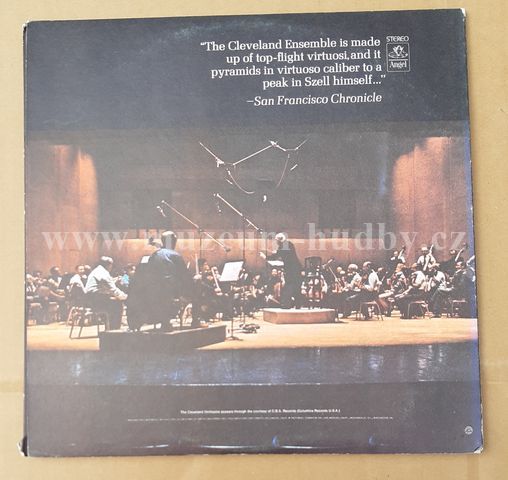 "The Cleveland Ensemble is made
up of top-flight virtuosi, and it
pyramids in virtuoso caliber to a
peak in Szell himself..."
—San Francisco Chronicle
STEREO
Angel
www.muzeum-hudby.cz
The Cleveland Orchestra appears through the courtesy of C.B.S. Records (Columbia Records U.S.A.)